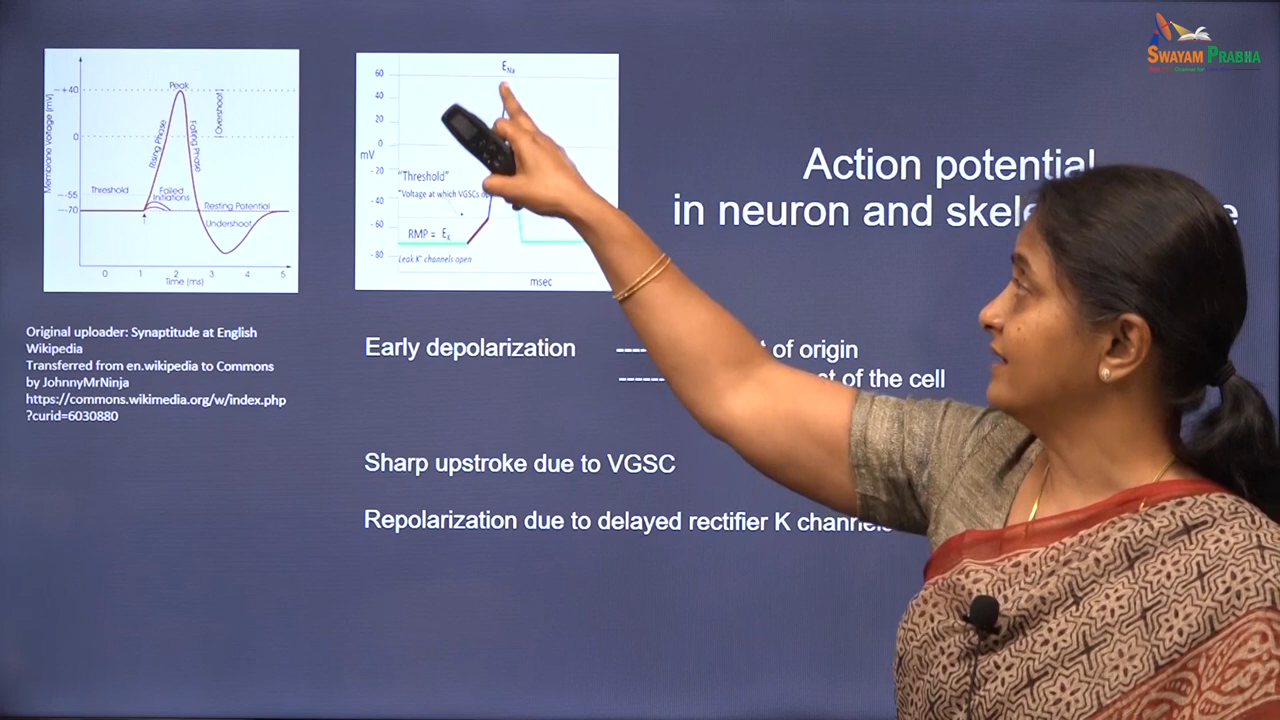 SWAYAM PRABHA
Action potential
in neuron and
Peak
+40
Overshoot
Rising Phase
Falling Phase
Membrane Voltage (mV)
0
Threshold
Failed
Initiations
-55
-70
Resting Potential
Undershoot
0 1 2 3 4 5
Time (ms)
ENa
60
40
20
0
mV
-20
"Threshold"
"Voltage at which VGSCs
-40
-60
RMP = EK
-80
Leak K+ channels open
msec
Original uploader: Synaptitude at English
Wikipedia
Transferred from en.wikipedia to Commons
by JohnnyMrNinja
https://commons.wikimedia.org/w/index.php
?curid=6030880
Early depolarization ---- of origin
------ of the cell
Sharp upstroke due to VGSC
Repolarization due to delayed rectifier K channels